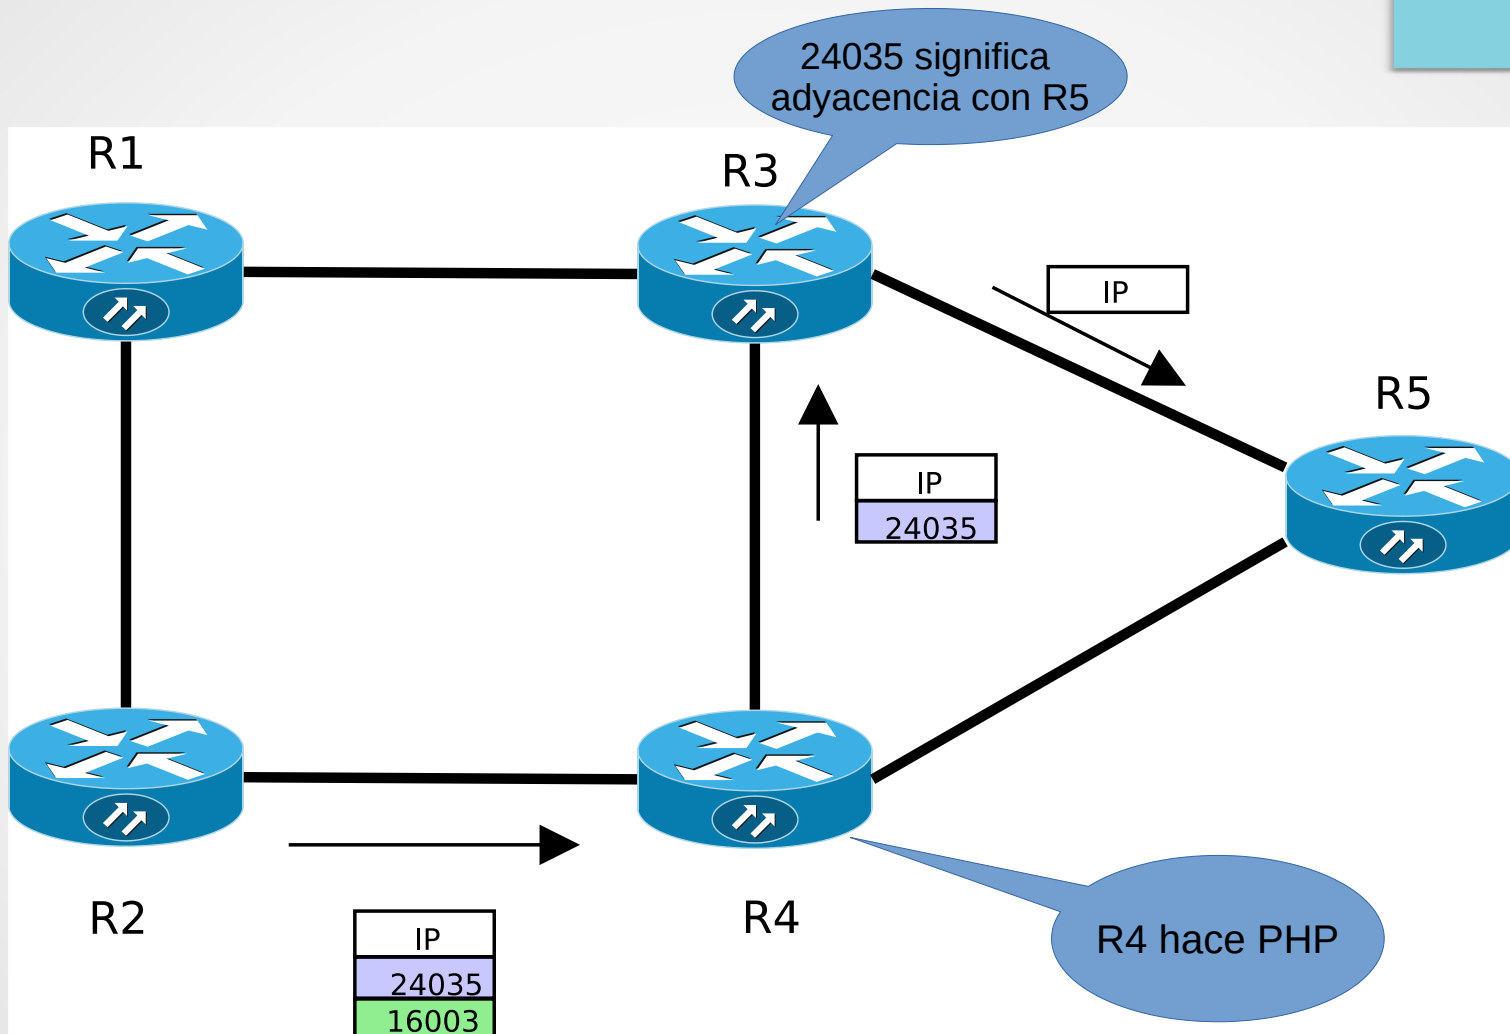 24035 significa
adyacencia con R5
R1
R3
IP
R5
IP
24035
R2
R4
R4 hace PHP
IP
24035
16003